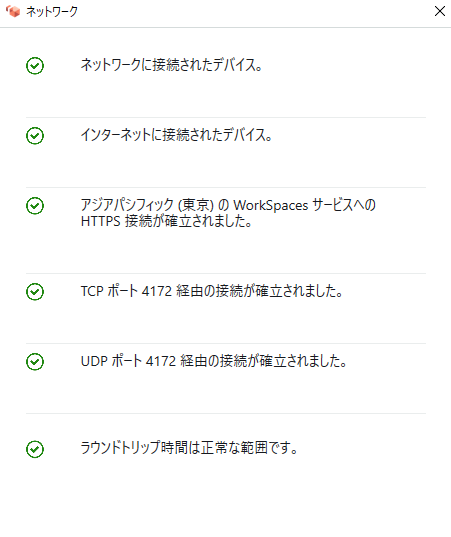 ネットワーク
ネットワークに接続されたデバイス。
インターネットに接続されたデバイス。
アジアパシフィック (東京) の WorkSpaces サービスへの
HTTPS 接続が確立されました。
TCP ポート 4172 経由の接続が確立されました。
UDP ポート 4172 経由の接続が確立されました。
ラウンドトリップ時間は正常な範囲です。